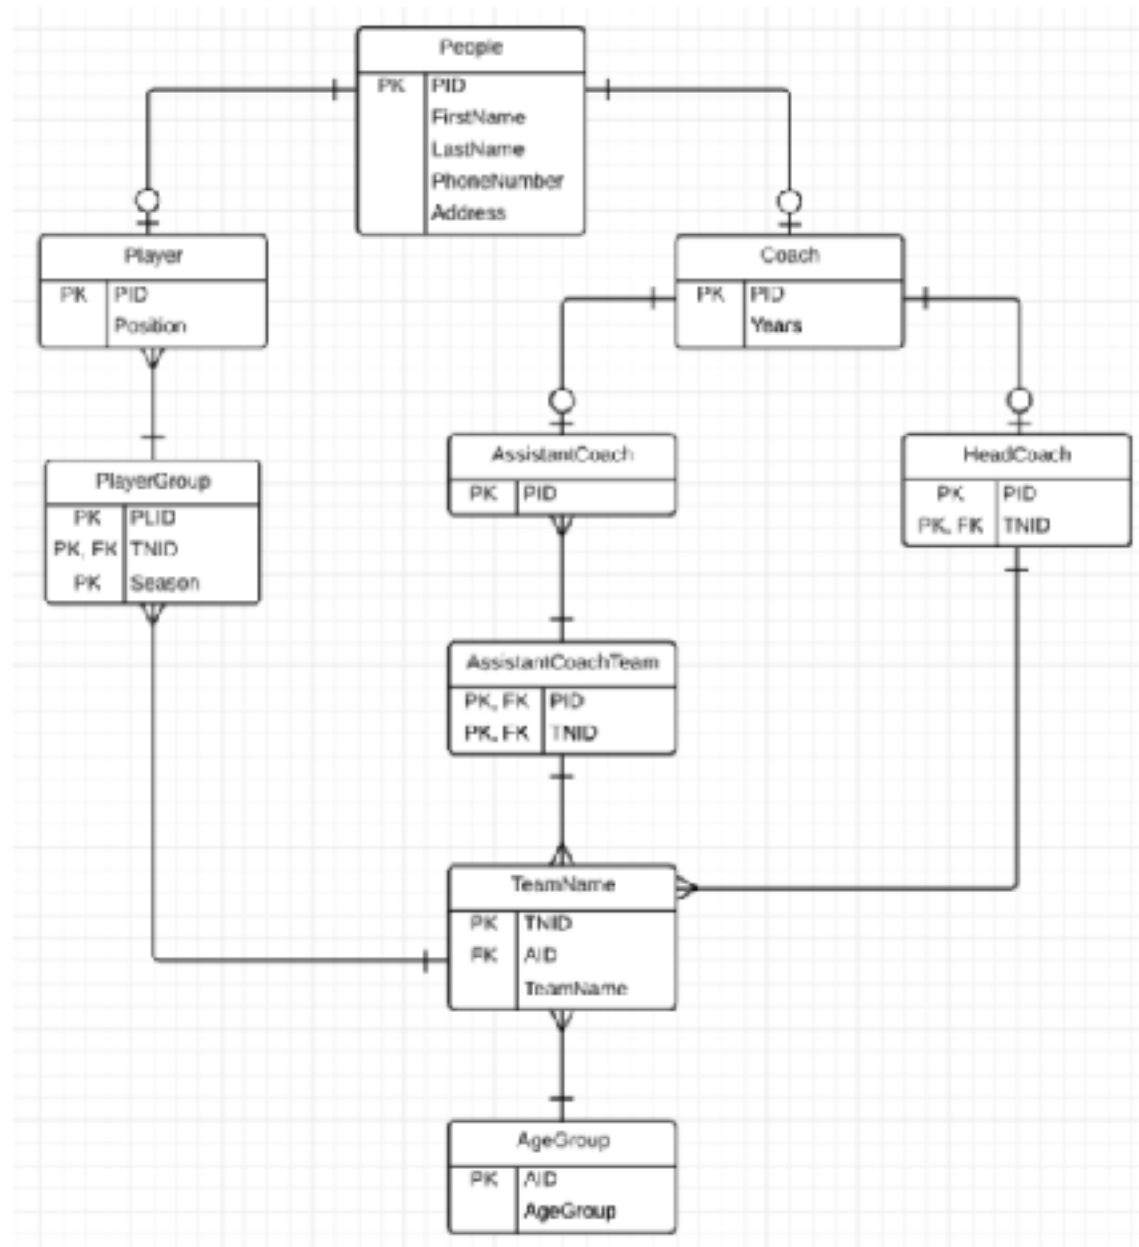 People
PK PID
FirstName
LastName
PhoneNumber
Address
Player
PK PID
Position
Coach
PK PID
Years
PlayerGroup
PK PLID
PK, FK TNID
PK Season
AssistantCoach
PK PID
HeadCoach
PK PID
PK, FK TNID
AssistantCoachTeam
PK, FK PID
PK, FK TNID
TeamName
PK TNID
FK AID
TeamName
AgeGroup
PK AID
AgeGroup